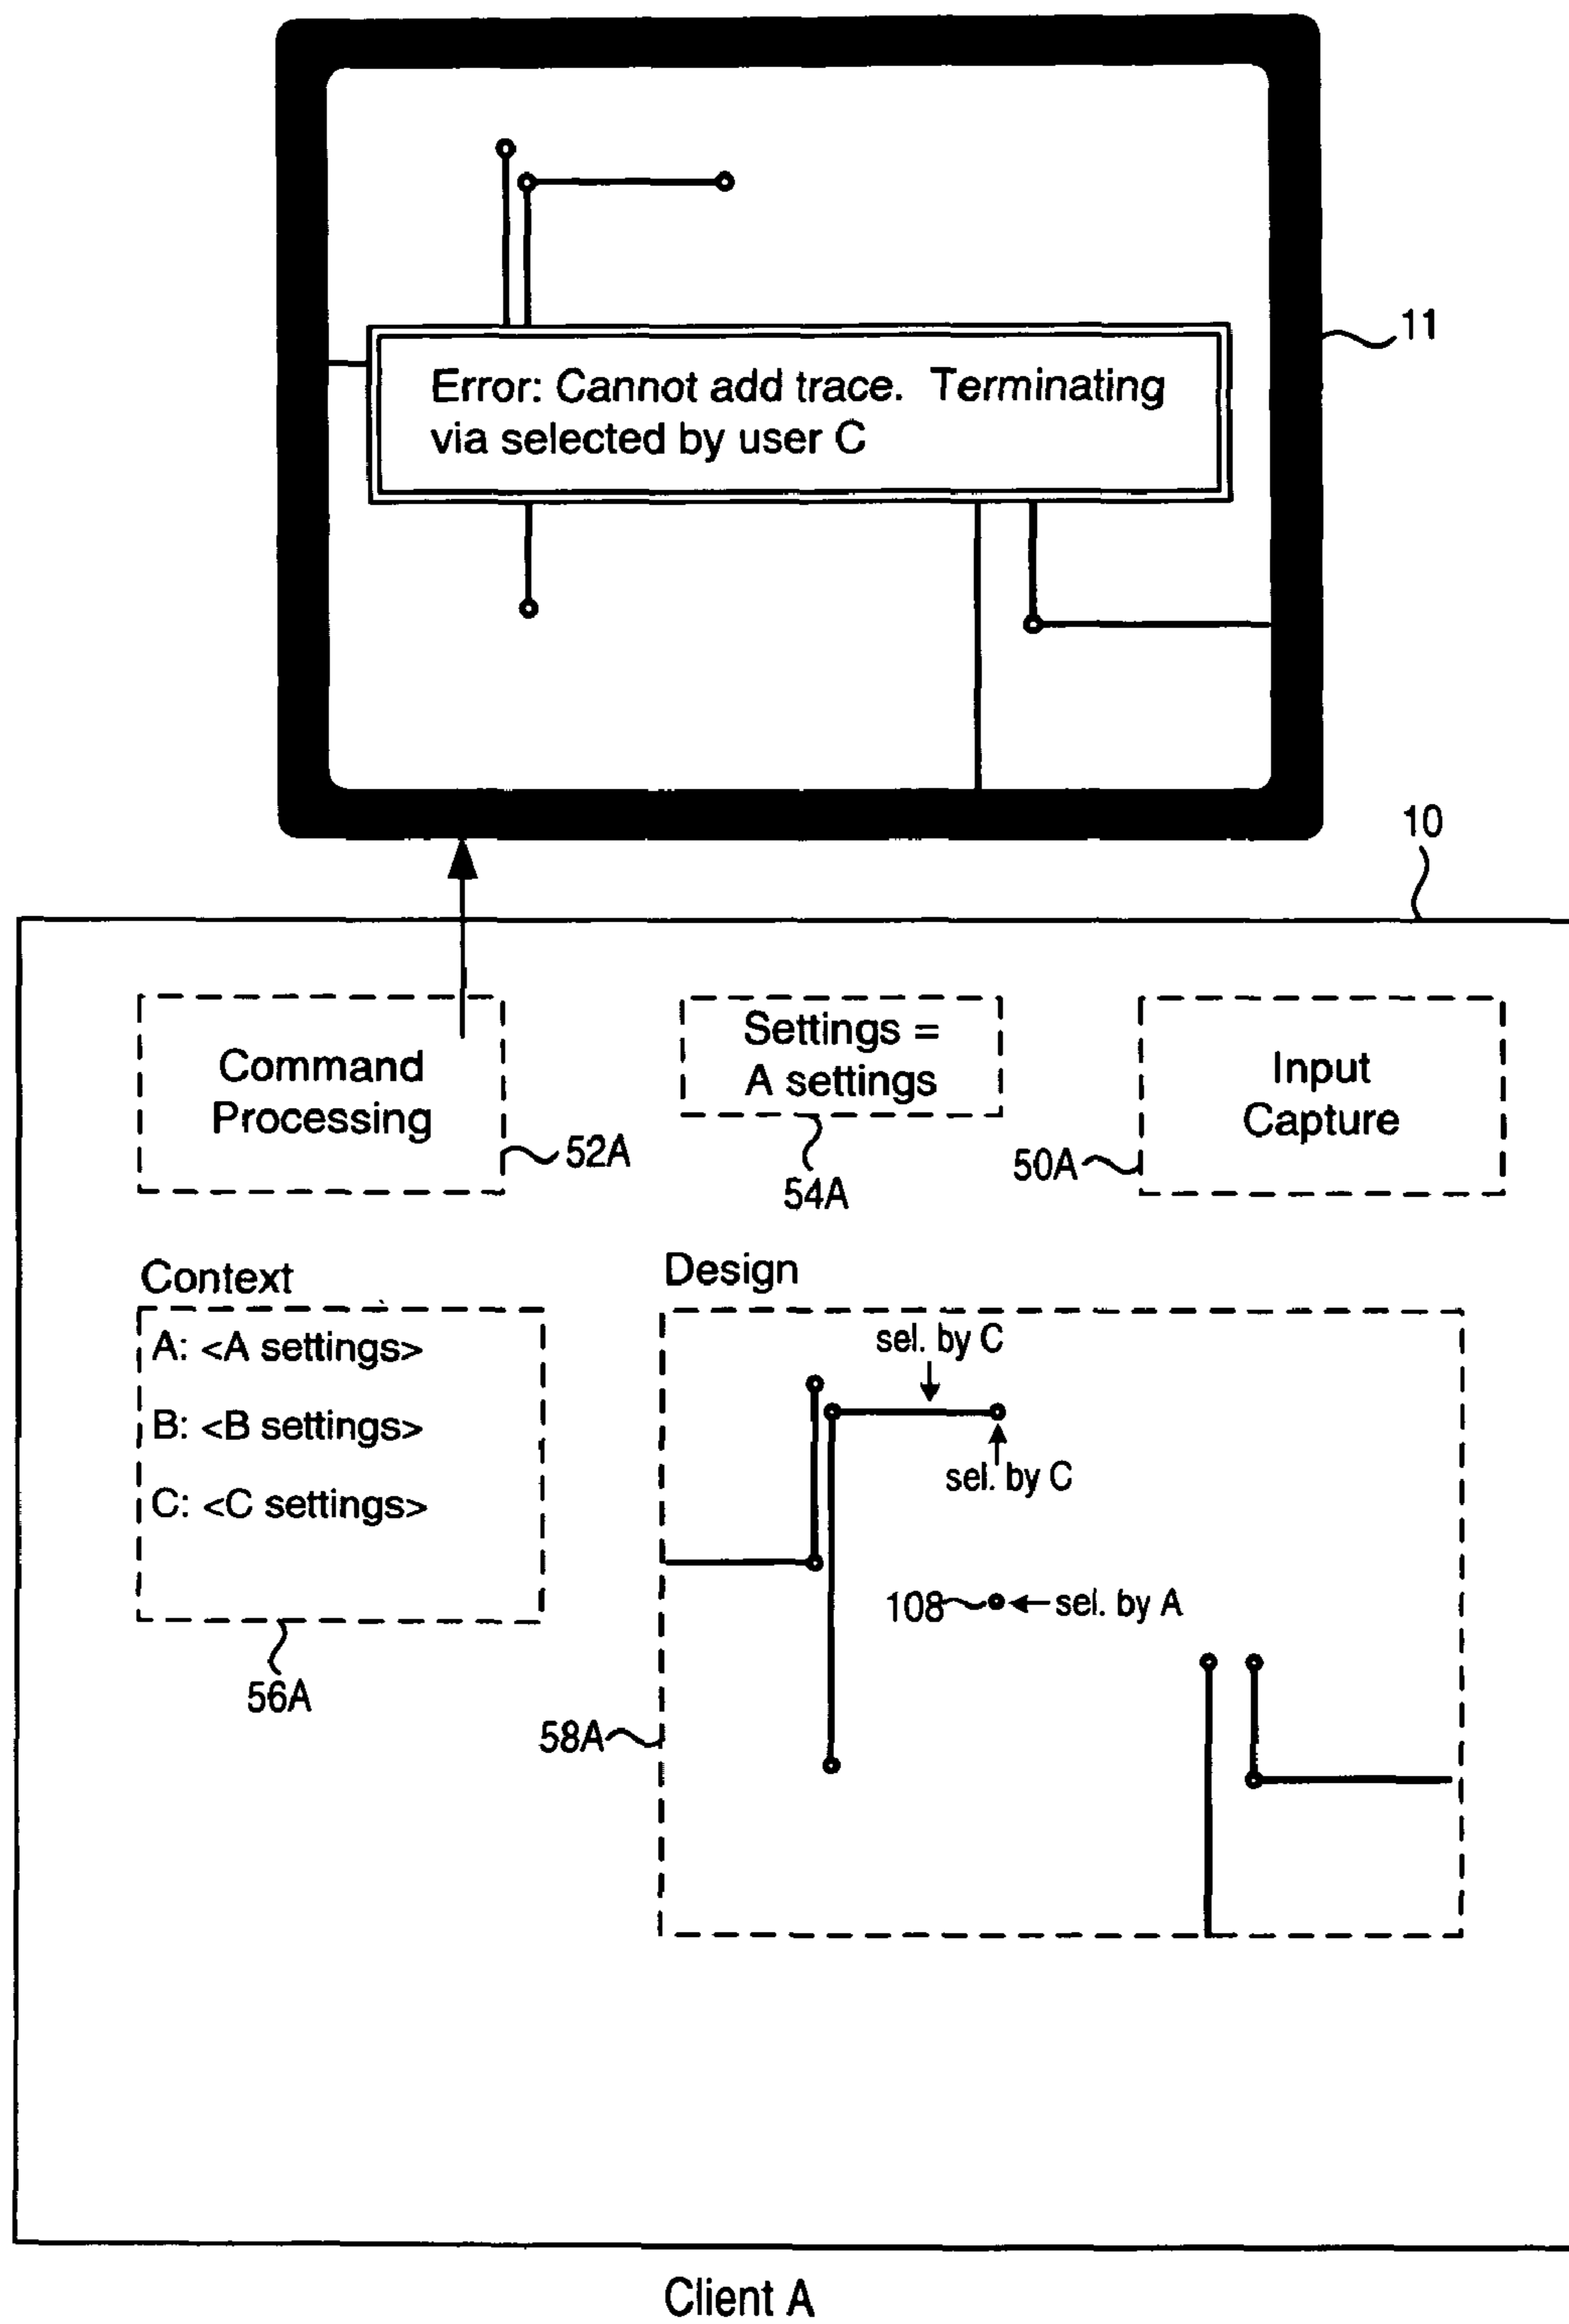 11
Error: Cannot add trace. Terminating
via selected by user C
10
Command
Processing
52A
Settings =
A settings
54A
Input
Capture
50A
Context
A: <A settings>
B: <B settings>
C: <C settings>
56A
Design
sel. by C
sel. by C
108
sel. by A
58A
Client A